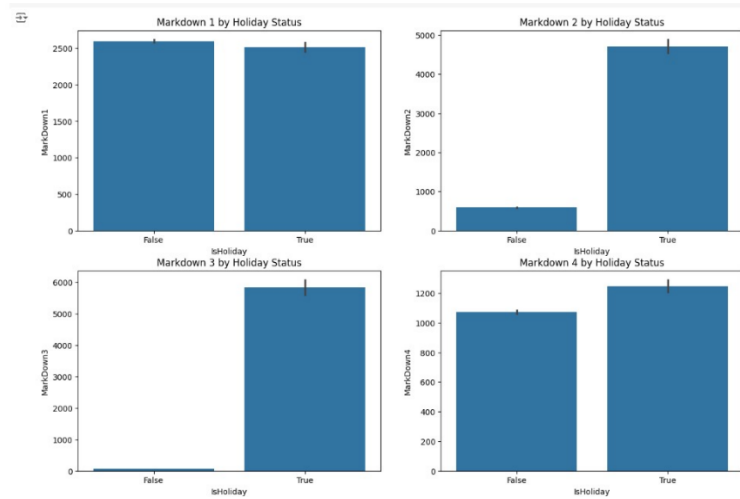 Markdown 1 by Holiday Status
2500
2000
1500
1000
500
0
MarkDown1
False True
IsHoliday
Markdown 2 by Holiday Status
5000
4000
3000
2000
1000
0
MarkDown2
False True
IsHoliday
Markdown 3 by Holiday Status
6000
5000
4000
3000
2000
1000
0
MarkDown3
False True
IsHoliday
Markdown 4 by Holiday Status
1200
1000
800
600
400
200
0
MarkDown4
False True
IsHoliday